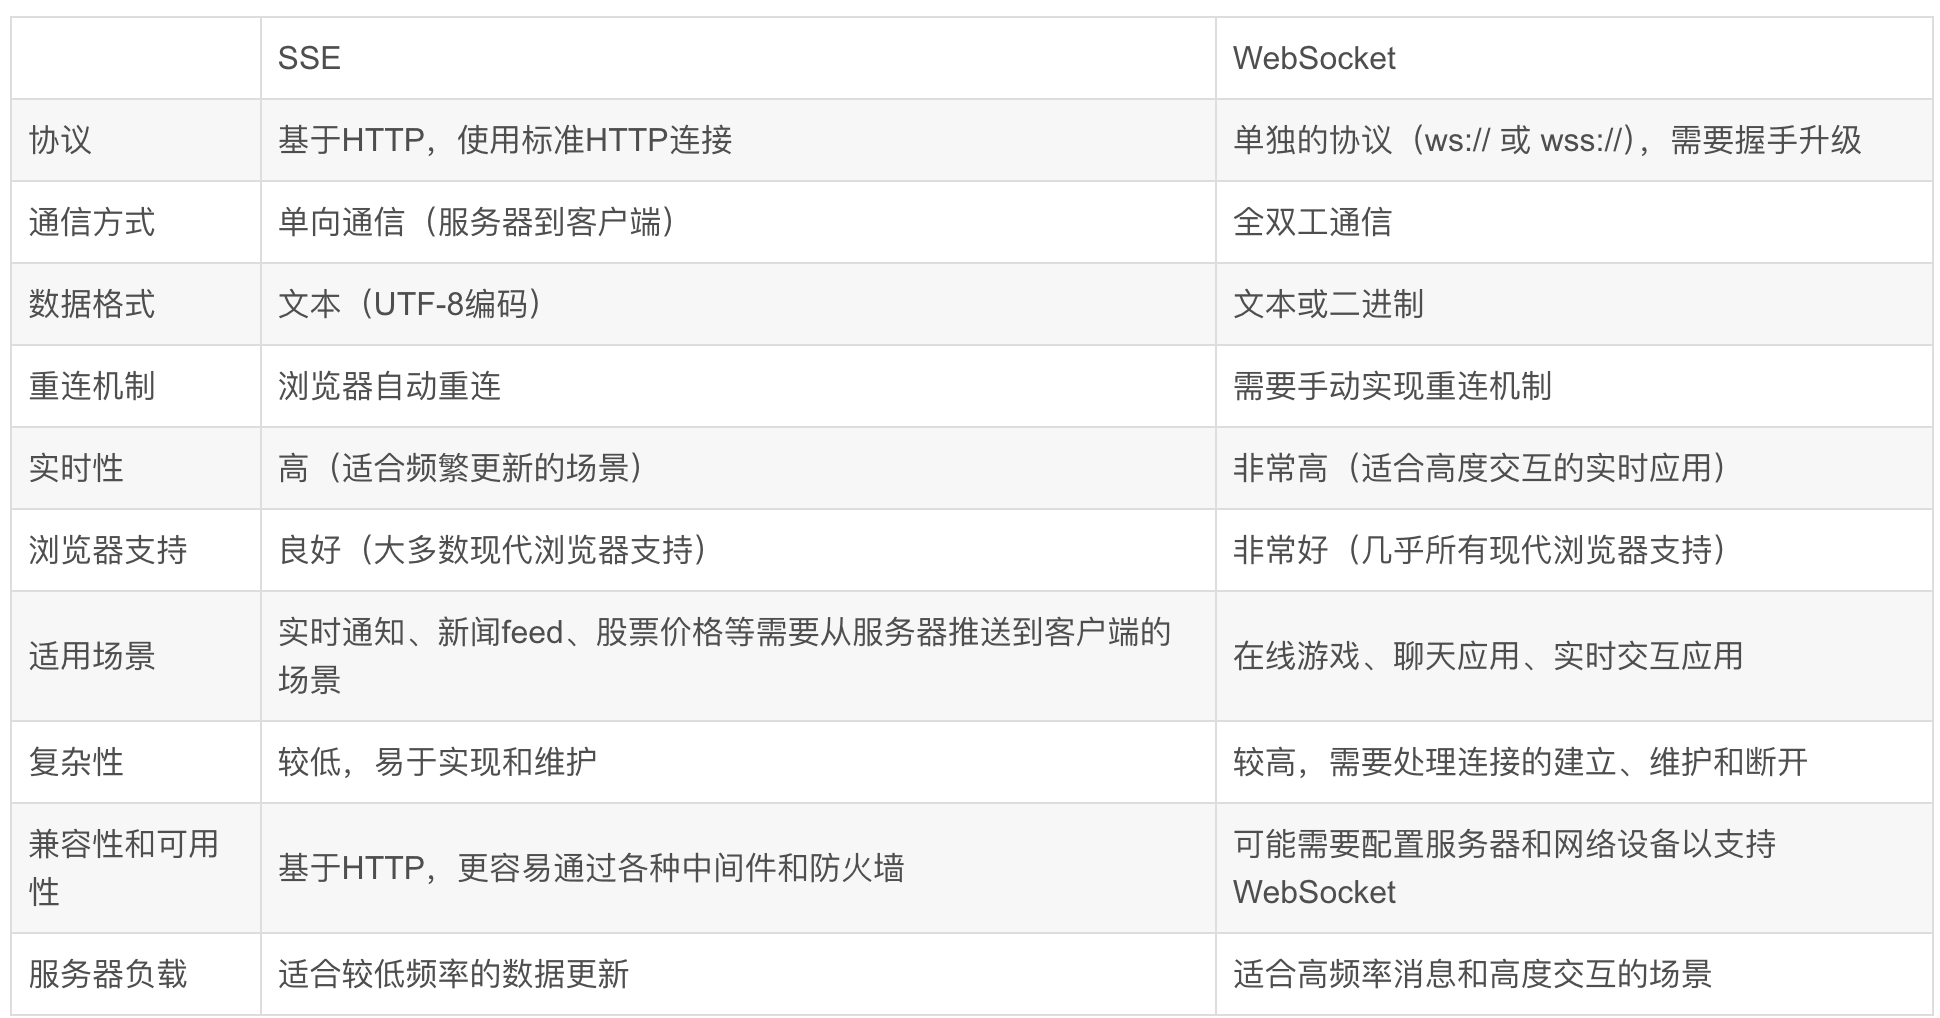 SSE
WebSocket
协议
基于HTTP，使用标准HTTP连接
单独的协议（ws:// 或 wss://），需要握手升级
通信方式
单向通信（服务器到客户端）
全双工通信
数据格式
文本（UTF-8编码）
文本或二进制
重连机制
浏览器自动重连
需要手动实现重连机制
实时性
高（适合频繁更新的场景）
非常高（适合高度交互的实时应用）
浏览器支持
良好（大多数现代浏览器支持）
非常好（几乎所有现代浏览器支持）
适用场景
实时通知、新闻feed、股票价格等需要从服务器推送到客户端的
场景
在线游戏、聊天应用、实时交互应用
复杂性
较低，易于实现和维护
较高，需要处理连接的建立、维护和断开
兼容性和可用
性
基于HTTP，更容易通过各种中间件和防火墙
可能需要配置服务器和网络设备以支持
WebSocket
服务器负载
适合较低频率的数据更新
适合高频率消息和高度交互的场景